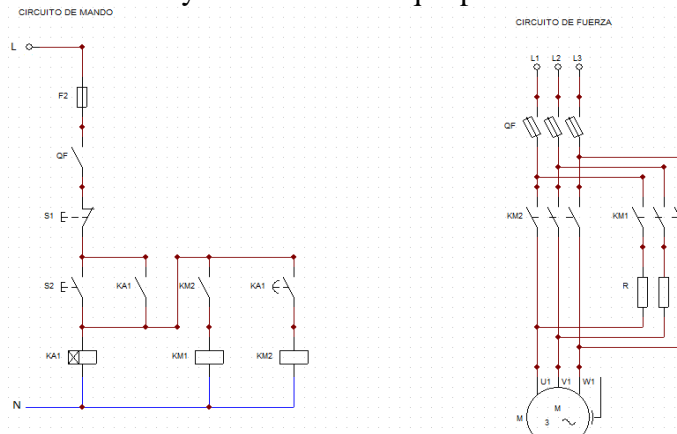 CIRCUITO DE MANDO
CIRCUITO DE FUERZA
L
L1 L2 L3
F2
QF
QF
S1
KM2
KM1
S2
KA1
KM2
KA1
R
KA1
KM1
KM2
U1 V1 W1
N
M
M
3